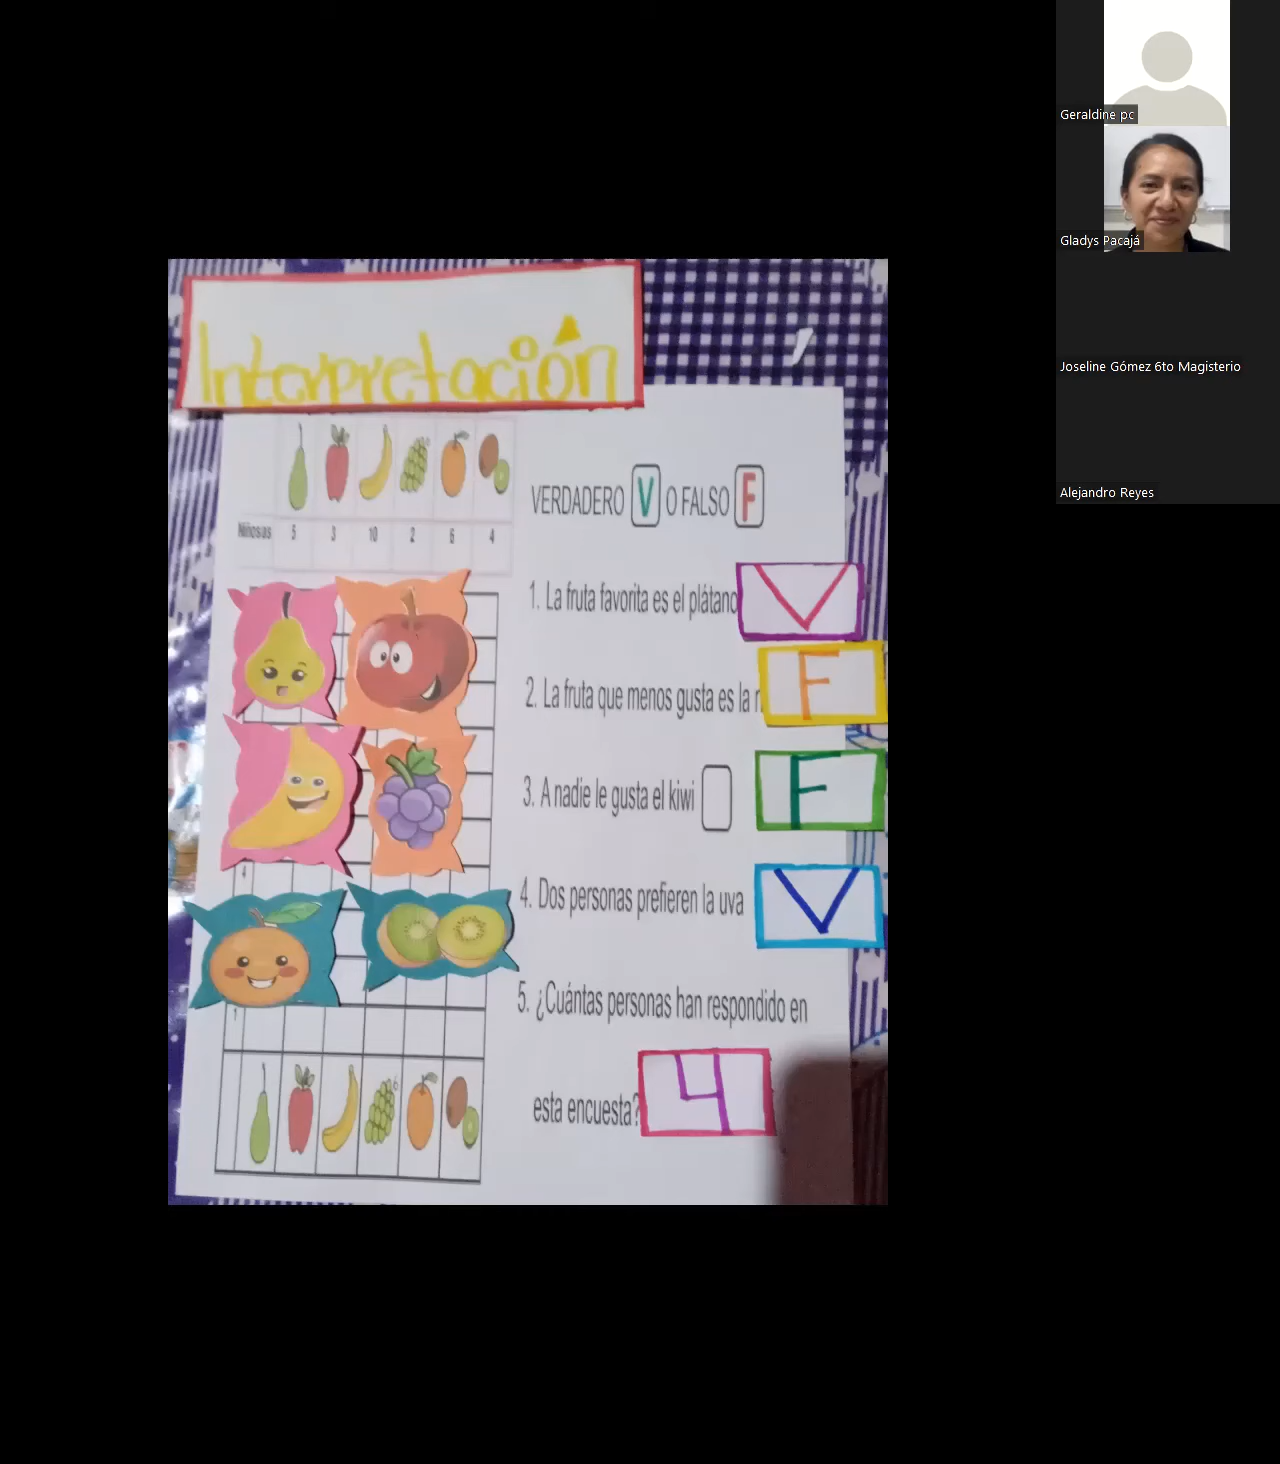 Interpretación
Niños/as 5 3 10 2 6 4
VERDADERO V O FALSO F
1. La fruta favorita es el plátano V
2. La fruta que menos gusta es la F
3. A nadie le gusta el kiwi F
4. Dos personas prefieren la uva V
5. ¿Cuántas personas han respondido en
esta encuesta? 4
4
1
Geraldine pc
Gladys Pacajá
Joseline Gómez 6to Magisterio
Alejandro Reyes